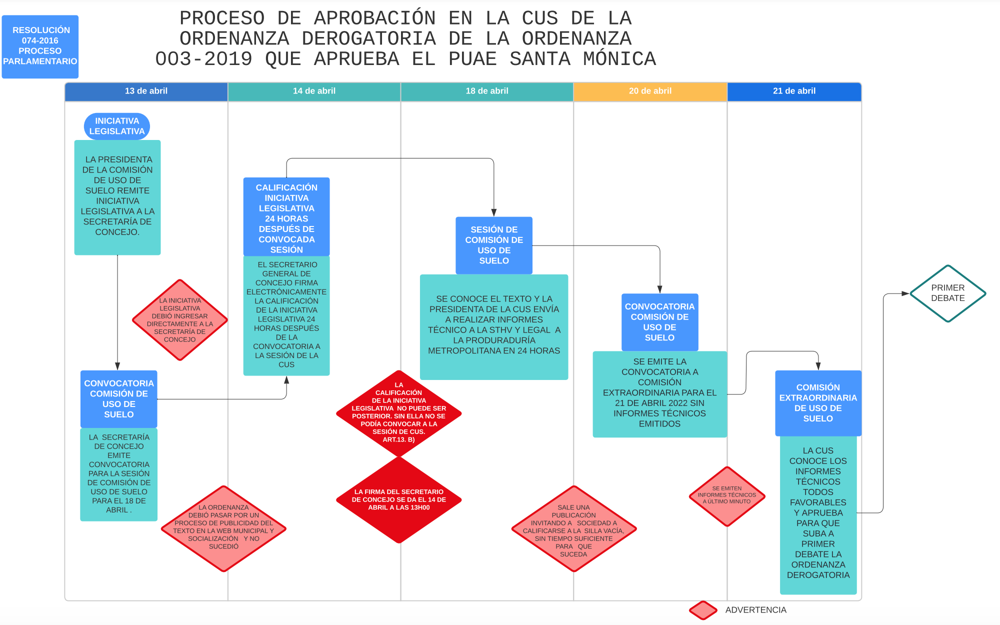 RESOLUCIÓN
074-2016
PROCESO
PARLAMENTARIO
PROCESO DE APROBACIÓN EN LA CUS DE LA
ORDENANZA DEROGATORIA DE LA ORDENANZA
OO3-2O19 QUE APRUEBA EL PUAE SANTA MÓNICA
13 de abril
14 de abril
18 de abril
20 de abril
21 de abril
INICIATIVA
LEGISLATIVA
LA PRESIDENTA
DE LA COMISIÓN
DE USO DE
SUELO REMITE
INICIATIVA
LEGISLATIVA A LA
SECRETARÍA DE
CONCEJO.
LA INICIATIVA
LEGISLATIVA
DEBIÓ INGRESAR
DIRECTAMENTE A LA
SECRETARÍA DE
CONCEJO
CONVOCATORIA
COMISIÓN DE
USO DE
SUELO
LA SECRETARÍA
DE CONCEJO
EMITE
CONVOCATORIA
PARA LA SESIÓN
DE COMISIÓN DE
USO DE SUELO
PARA EL 18 DE
ABRIL .
LA ORDENANZA
DEBIÓ PASAR POR UN
PROCESO DE PUBLICIDAD DEL
TEXTO EN LA WEB MUNICIPAL Y
SOCIALIZACIÓN Y NO
SUCEDIÓ
CALIFICACIÓN
INICIATIVA
LEGISLATIVA
24 HORAS
DESPUÉS DE
CONVOCADA
SESIÓN
EL SECRETARIO
GENERAL DE
CONCEJO FIRMA
ELECTRÓNICAMENTE
LA CALIFICACIÓN
DE LA INICIATIVA
LEGISLATIVA 24
HORAS DESPUÉS
DE LA
CONVOCATORIA A
LA SESIÓN DE LA
CUS
LA
CALIFICACIÓN
DE LA INICIATIVA
LEGISLATIVA NO PUEDE SER
POSTERIOR. SIN ELLA NO SE
PODÍA CONVOCAR A LA
SESIÓN DE CUS.
ART.13. B)
LA FIRMA DEL SECRETARIO
DE CONCEJO SE DA EL 14 DE
ABRIL A LAS 13H00
SESIÓN DE
COMISIÓN DE
USO DE
SUELO
SE CONOCE EL TEXTO Y LA
PRESIDENTA DE LA CUS ENVÍA
A REALIZAR INFORMES
TÉCNICO A LA STHV Y LEGAL A
LA PRODURADURÍA
METROPOLITANA EN 24 HORAS
SALE UNA
PUBLICACIÓN
INVITANDO A SOCIEDAD A
CALIFICARSE A LA SILLA VACÍA,
SIN TIEMPO SUFICIENTE
PARA QUE
SUCEDA
CONVOCATORIA
COMISIÓN DE
USO DE
SUELO
SE EMITE LA
CONVOCATORIA A
COMISIÓN
EXTRAORDINARIA PARA EL
21 DE ABRIL 2022 SIN
INFORMES TÉCNICOS
EMITIDOS
SE EMITEN
INFORMES TÉCNICOS
A ÚLTIMO MINUTO
COMISIÓN
EXTRAORDINARIA
DE USO DE
SUELO
LA CUS
CONOCE LOS
INFORMES
TÉCNICOS
TODOS
FAVORABLES
Y APRUEBA
PARA QUE
SUBA A
PRIMER
DEBATE LA
ORDENANZA
DEROGATORIA
PRIMER
DEBATE
ADVERTENCIA